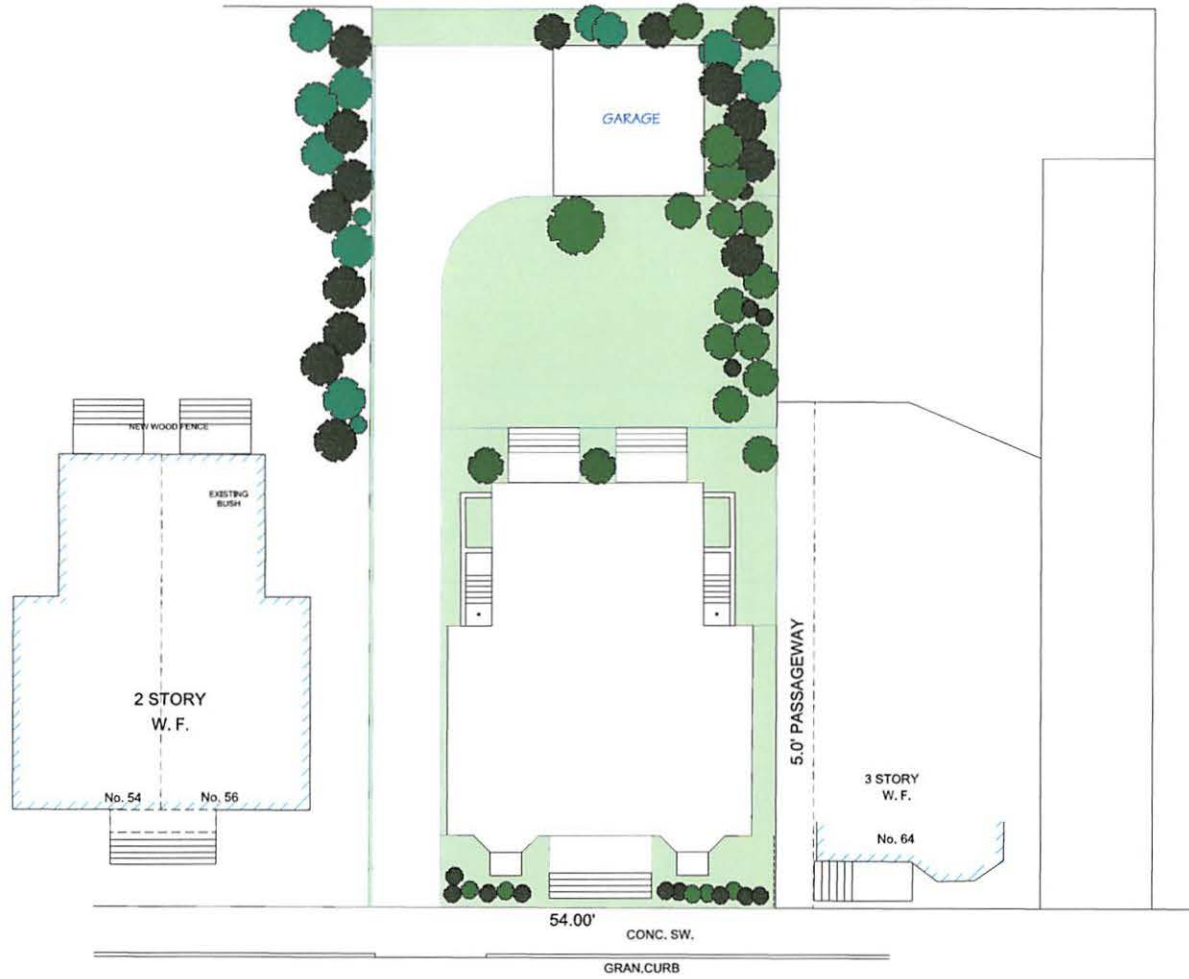 GARAGE
NEW WOOD FENCE
EXISTING
BUSH
2 STORY
W. F.
No. 54
No. 56
5.0' PASSAGEWAY
3 STORY
W. F.
No. 64
54.00'
CONC. SW.
GRAN.CURB